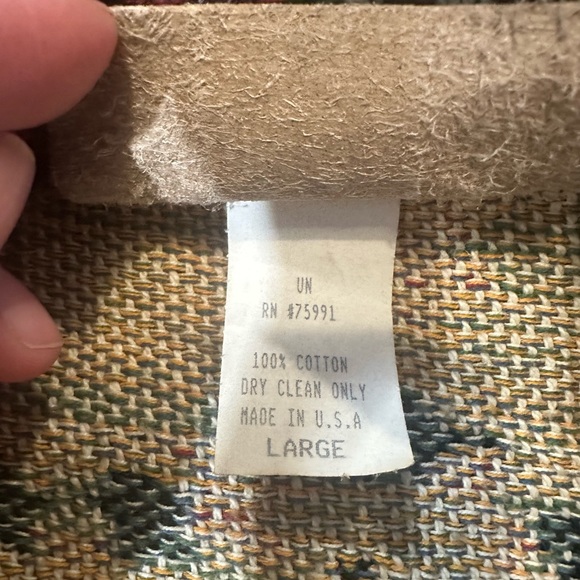 UN
RN #75991
100% COTTON
DRY CLEAN ONLY
MADE IN U.S.A
LARGE